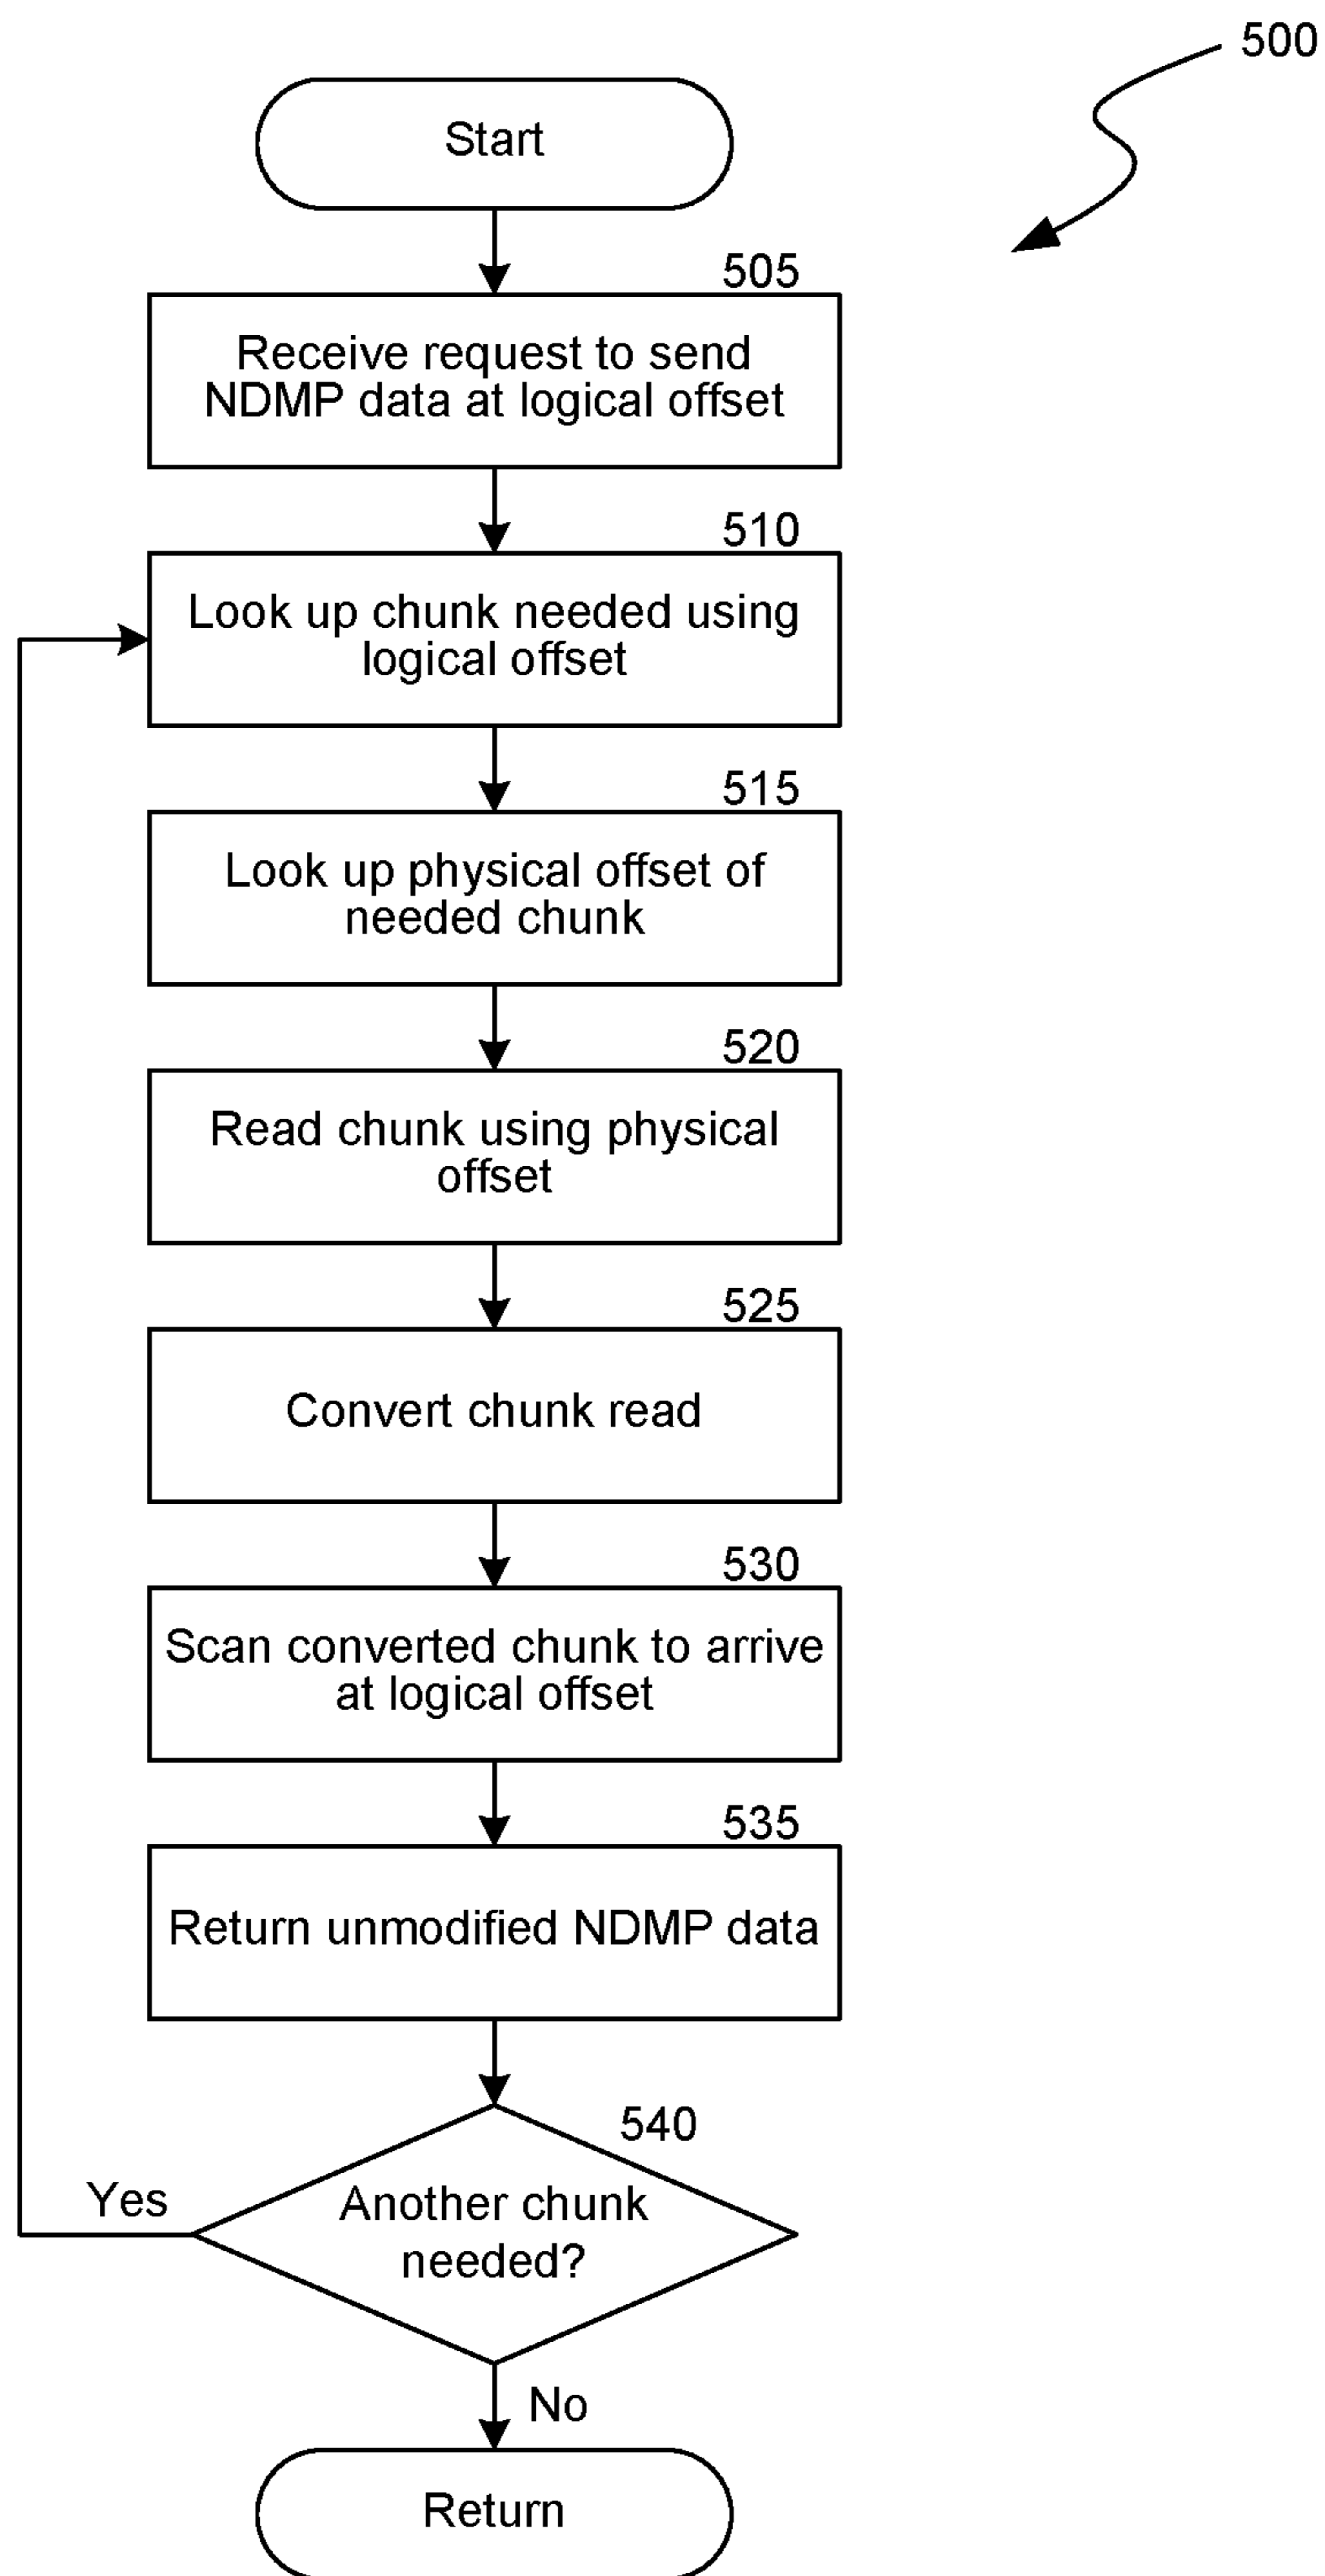 500
Start
505
Receive request to send
NDMP data at logical offset
510
Look up chunk needed using
logical offset
515
Look up physical offset of
needed chunk
520
Read chunk using physical
offset
525
Convert chunk read
530
Scan converted chunk to arrive
at logical offset
535
Return unmodified NDMP data
540
Another chunk
needed?
Yes
No
Return